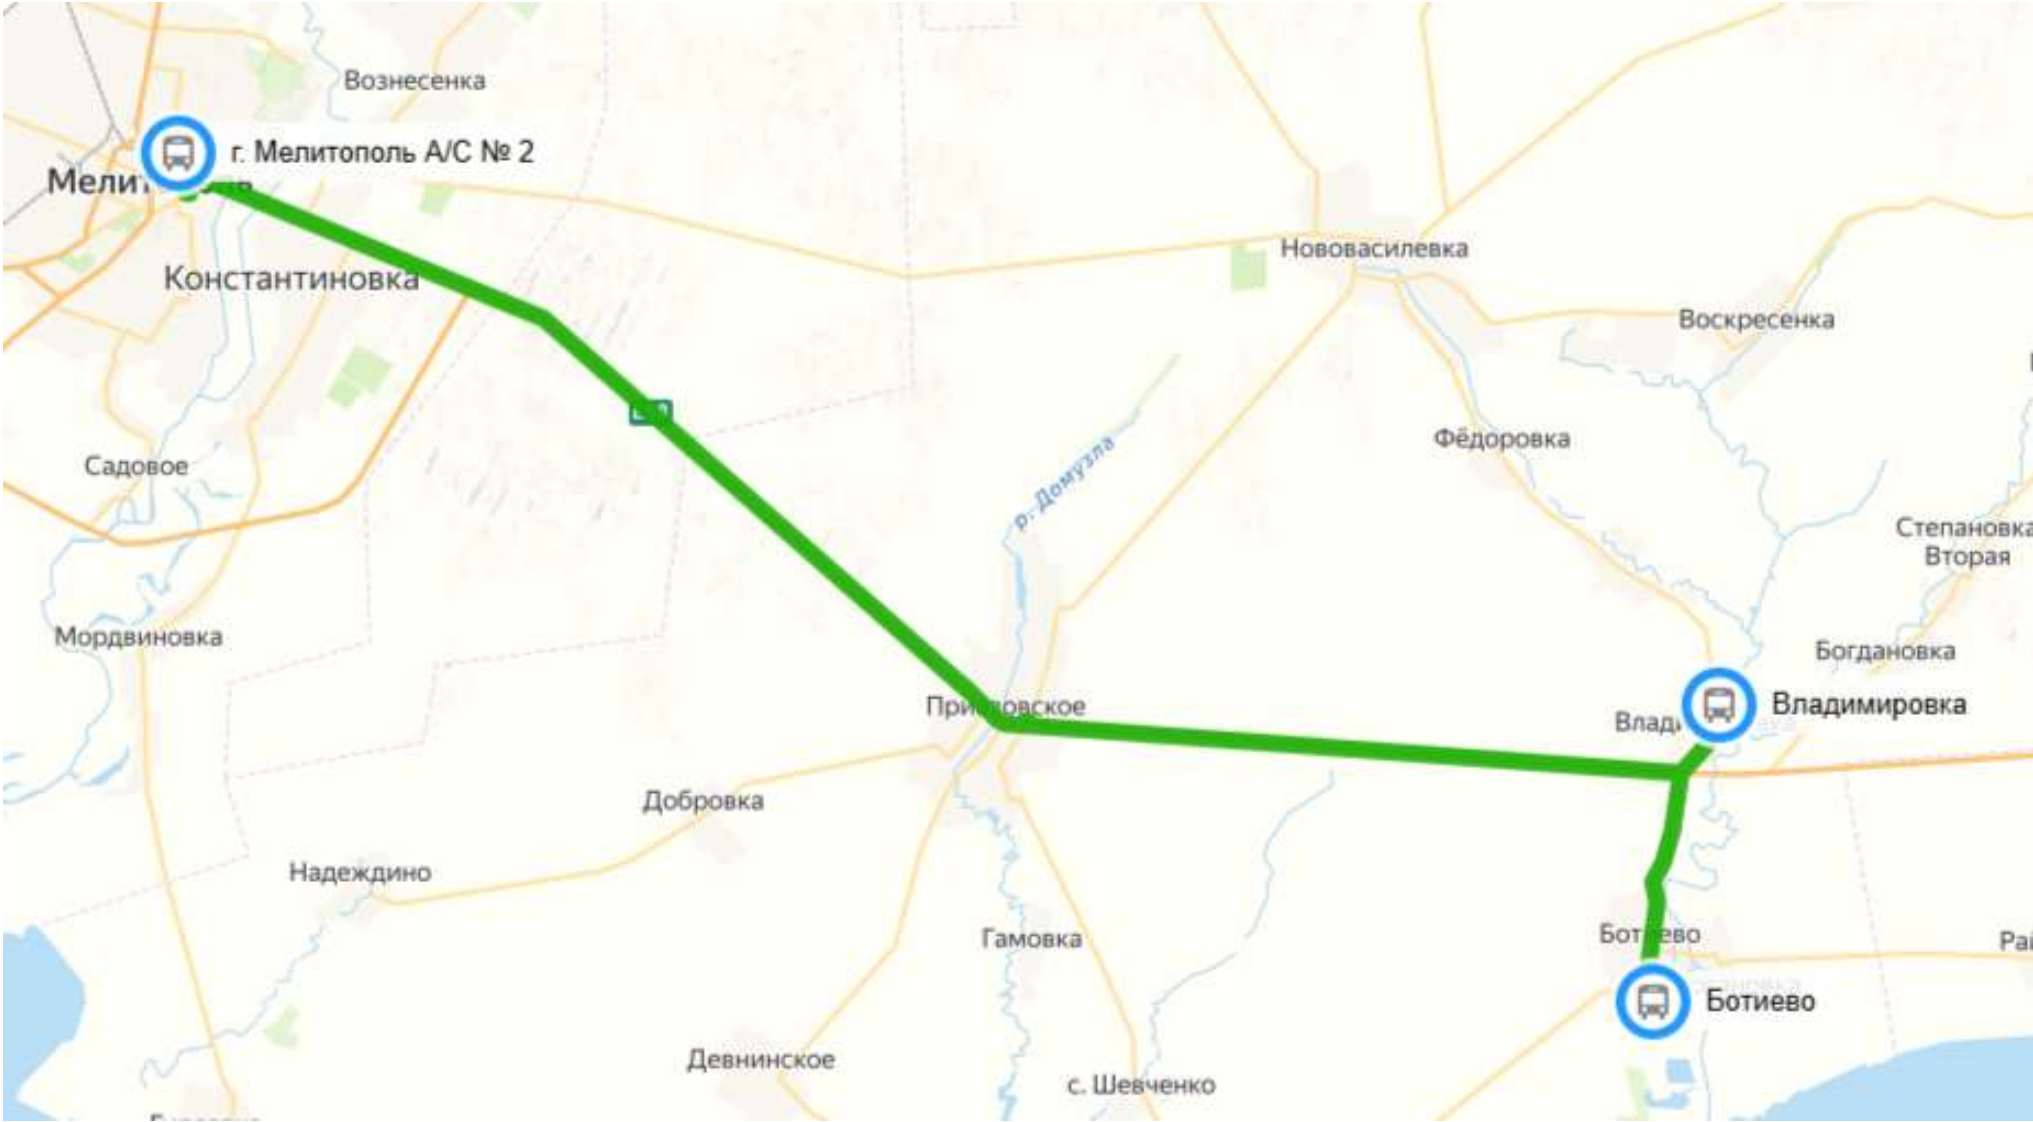 Вознесенка
г. Мелитополь А/С № 2
Константиновка
Нововасилевка
Воскресенка
Фёдоровка
Садовое
р. Домузла
Степановка
Вторая
Мордвиновка
Богдановка
Владимировка
Добровка
Надеждино
Гамовка
Ботиево
Девнинское
с. Шевченко